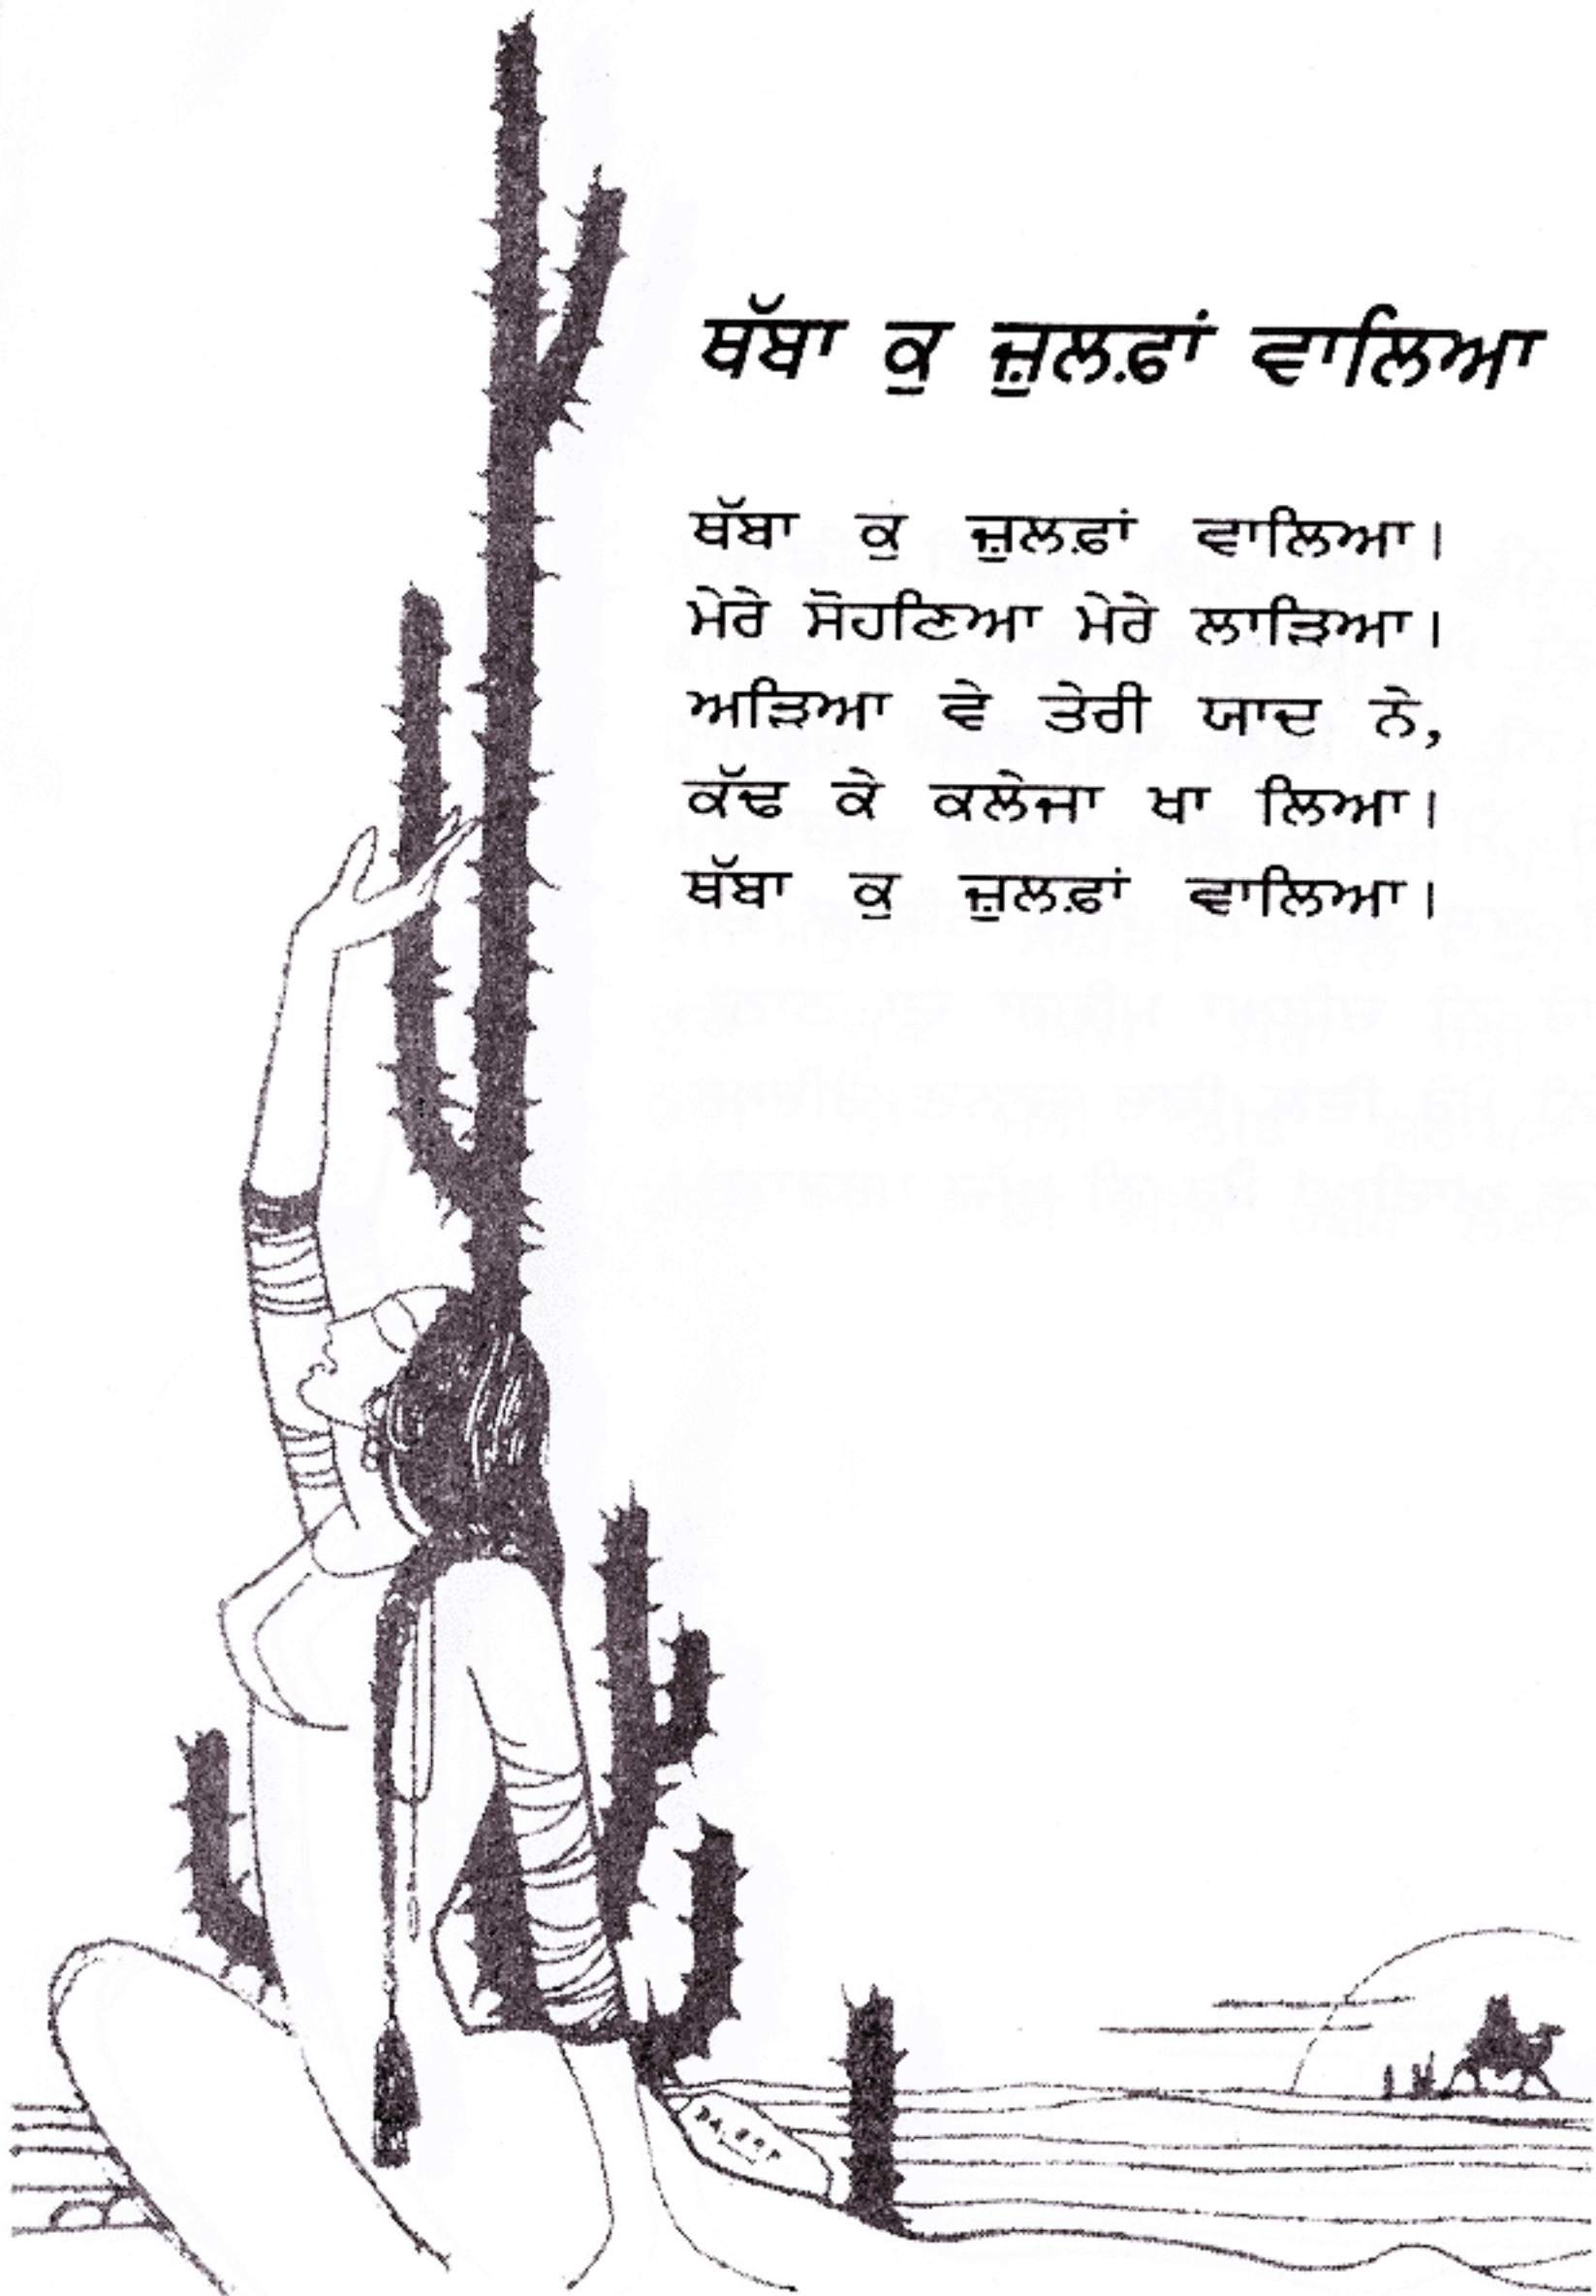 ਥੱਬਾ ਕੁ ਜ਼ੁਲਫ਼ਾਂ ਵਾਲਿਆ
ਥੱਬਾ ਕੁ ਜ਼ੁਲਫ਼ਾਂ ਵਾਲਿਆ।
ਮੇਰੇ ਸੋਹਣਿਆ ਮੇਰੇ ਲਾੜਿਆ।
ਅੜਿਆ ਵੇ ਤੇਰੀ ਯਾਦ ਨੇ,
ਕੱਢ ਕੇ ਕਲੇਜਾ ਖਾ ਲਿਆ।
ਥੱਬਾ ਕੁ ਜ਼ੁਲਫ਼ਾਂ ਵਾਲਿਆ।